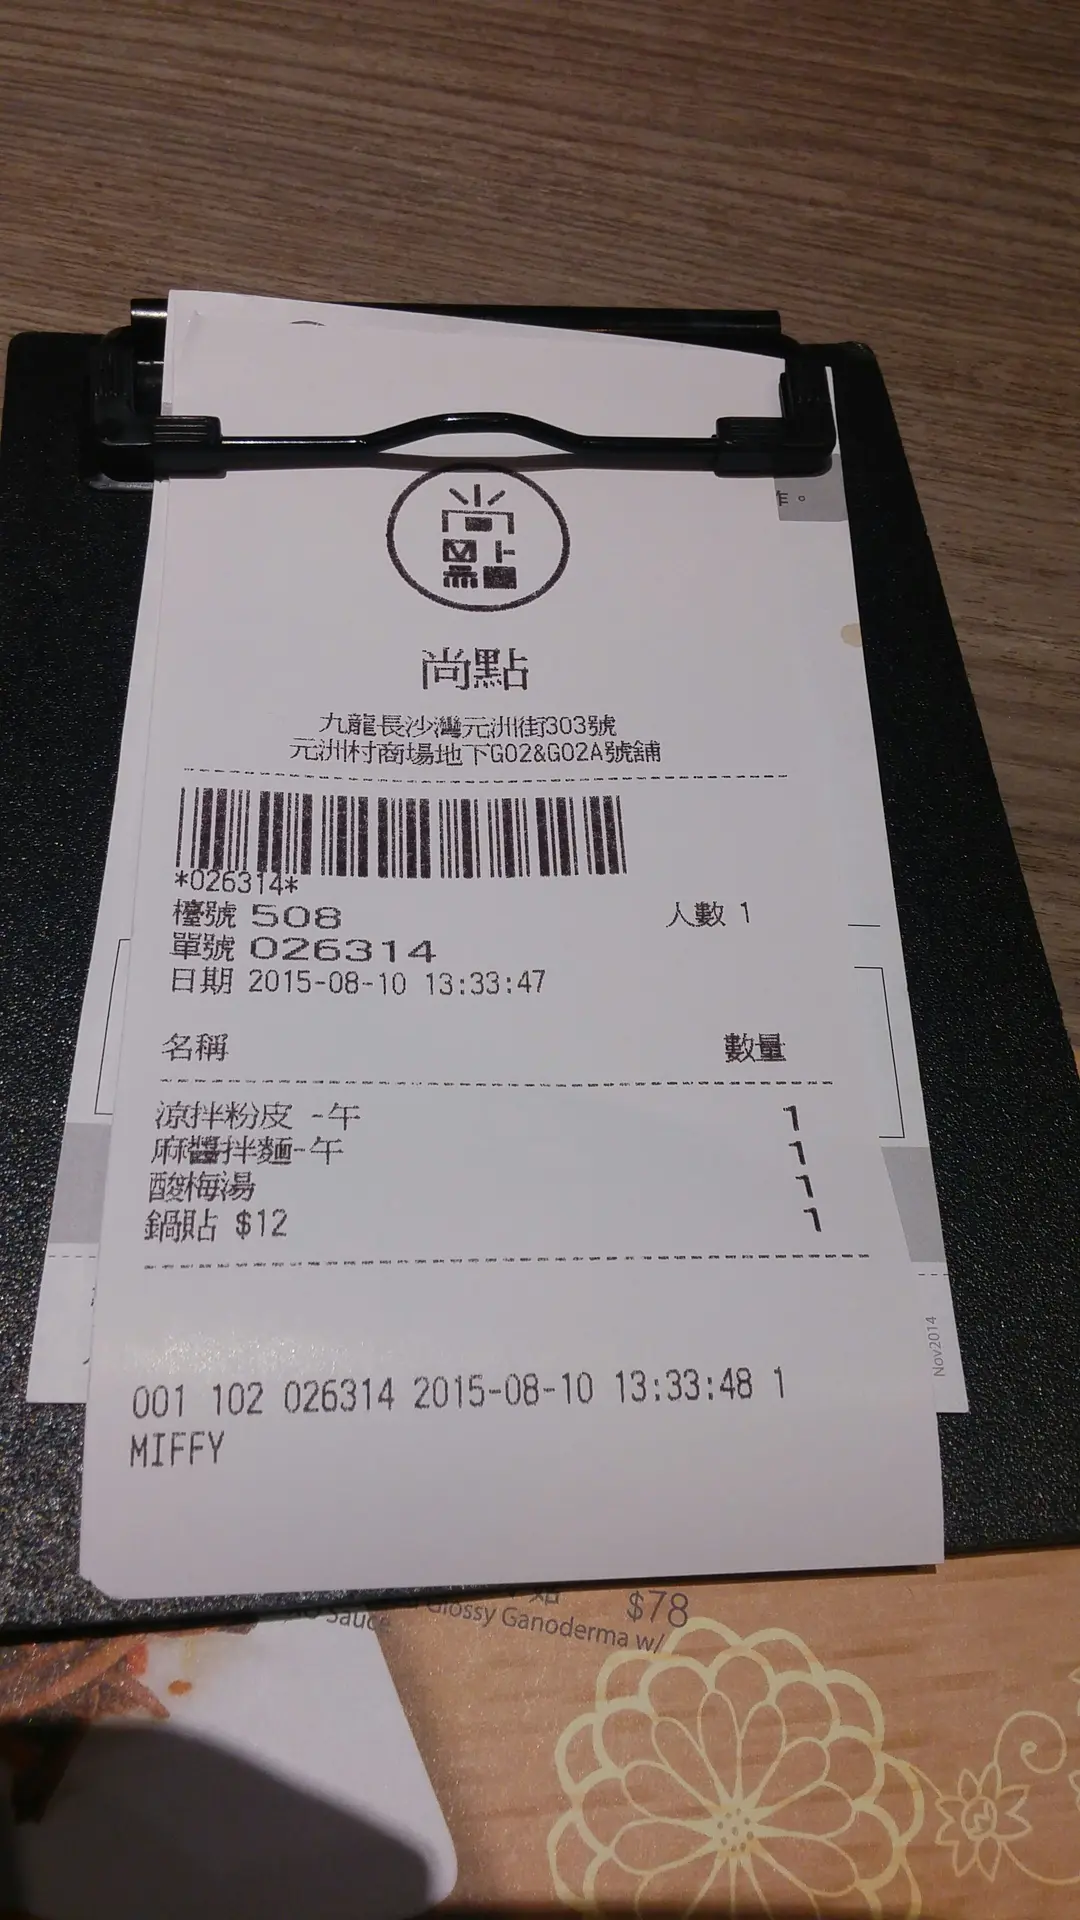 作。
尚點
尚點
九龍長沙灣元洲街303號
元洲村商場地下G02&G02A號舖
*026314*
檯號 508 人數 1
單號 026314
日期 2015-08-10 13:33:47
名稱 數量
涼拌粉皮 -午 1
麻醬拌麵-午 1
酸梅湯 1
鍋貼 $12 1
Nov2014
001 102 026314 2015-08-10 13:33:48 1
MIFFY
$78
Sauce Glossy Ganoderma w/